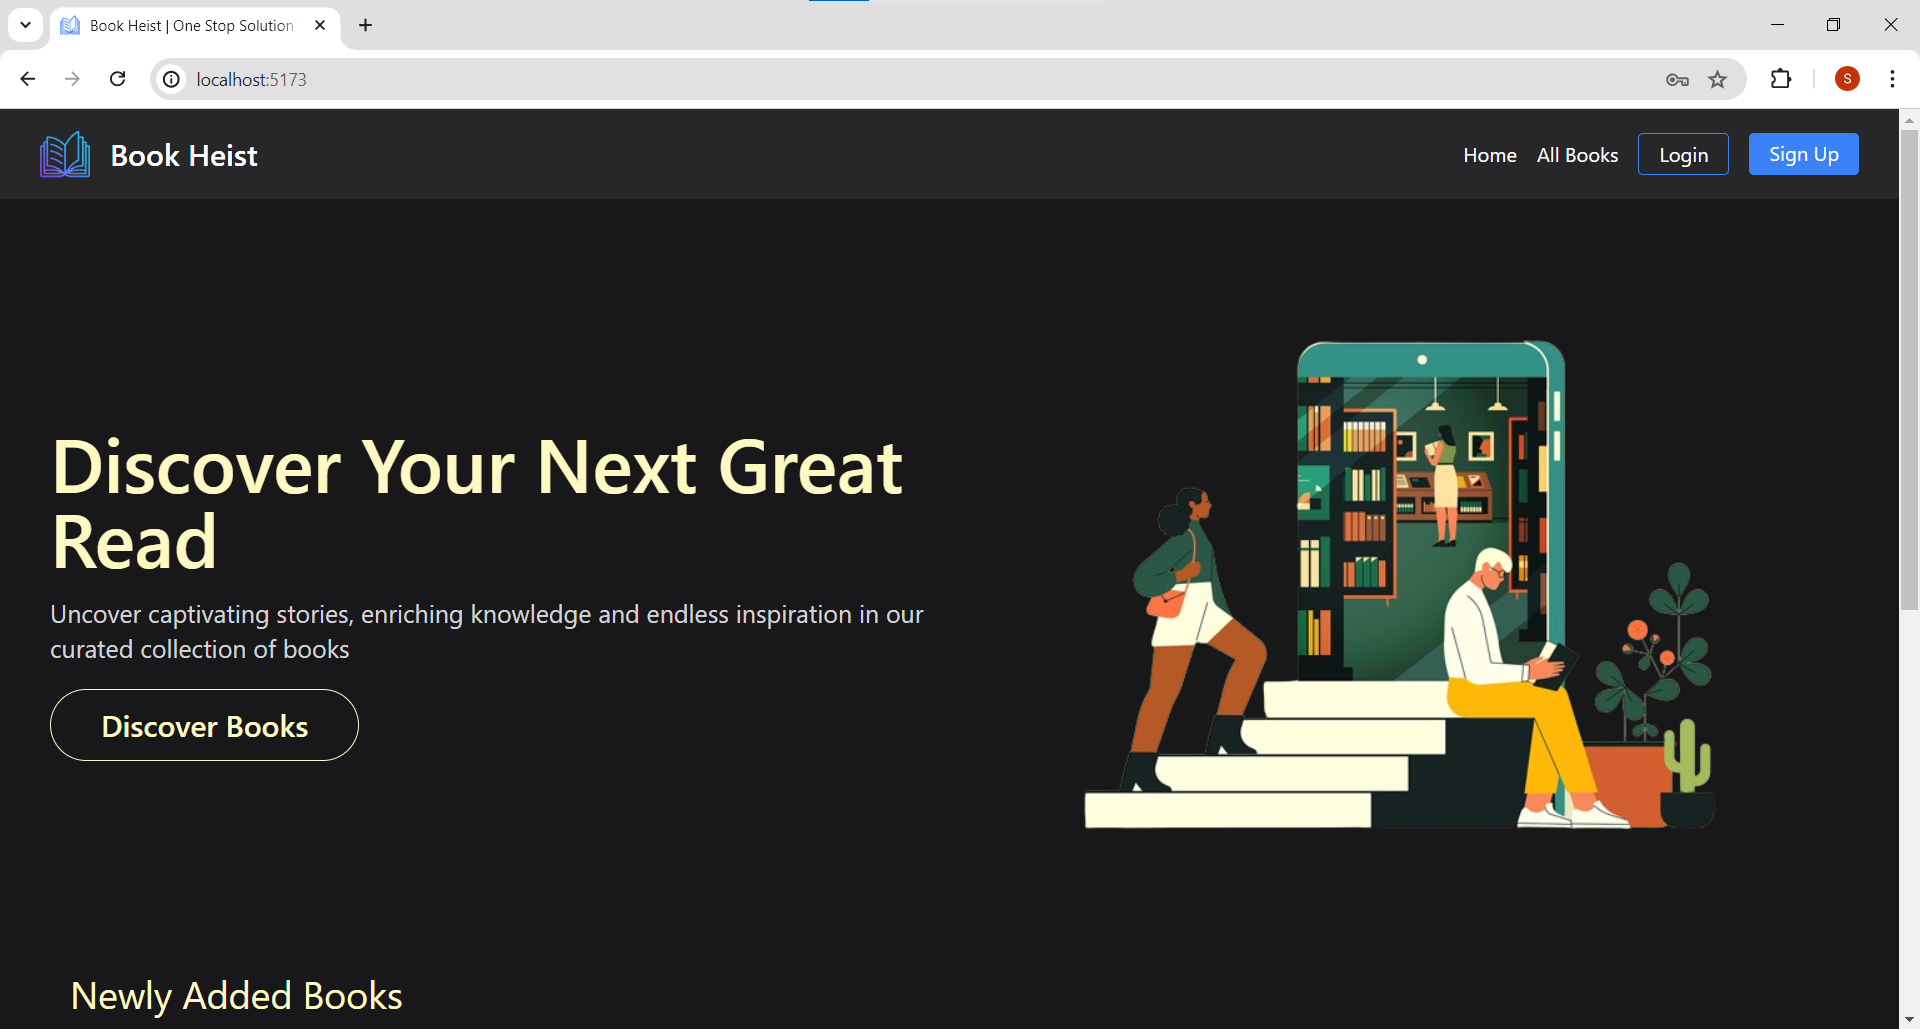 Book Heist | One Stop Solution
localhost:5173
S
Book Heist
Home
All Books
Login
Sign Up
Discover Your Next Great
Read
Uncover captivating stories, enriching knowledge and endless inspiration in our
curated collection of books
Discover Books
Newly Added Books